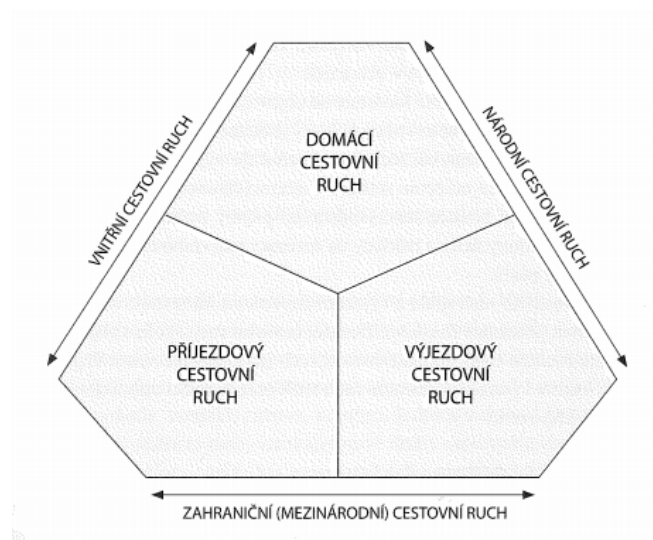 DOMÁCÍ
CESTOVNÍ
RUCH
VNITŘNÍ CESTOVNÍ RUCH
NÁRODNÍ CESTOVNÍ RUCH
PŘÍJEZDOVÝ
CESTOVNÍ
RUCH
VÝJEZDOVÝ
CESTOVNÍ
RUCH
ZAHRANIČNÍ (MEZINÁRODNÍ) CESTOVNÍ RUCH